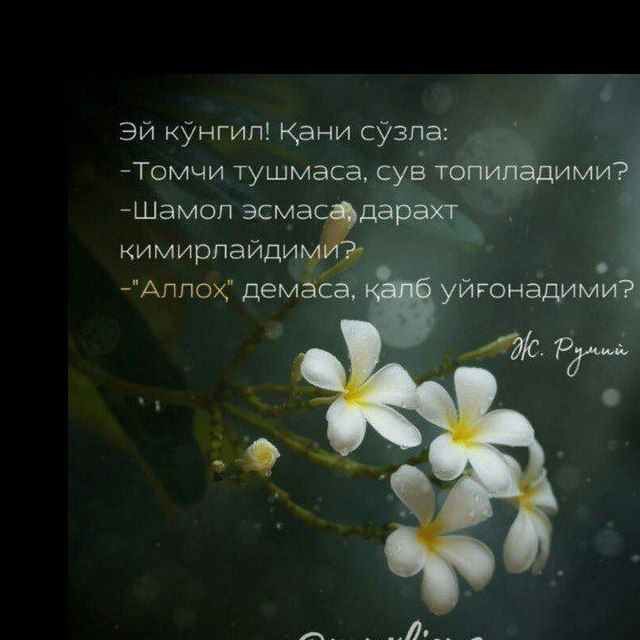 Эй кўнгил! Қани сўзла:
-Томчи тушмаса, сув топиладими?
-Шамол эсмаса, дарахт
қимирлайдими?
-"Аллоҳ" демаса, қалб уйғонадими?
Ж. Румий